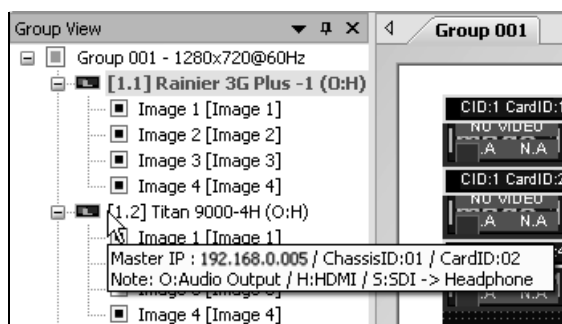 Group View
Group 001
Group 001 - 1280x720@60Hz
[1.1] Rainier 3G Plus -1 (O:H)
Image 1 [Image 1]
Image 2 [Image 2]
Image 3 [Image 3]
Image 4 [Image 4]
[1.2] Titan 9000-4H (O:H)
Image 1 [Image 1]
Master IP : 192.168.0.005 / ChassisID:01 / CardID:02
Note: O:Audio Output / H:HDMI / S:SDI -> Headphone
Image 4 [Image 4]
CID:1 CardID:1
NO VIDEO
.A N.A
CID:1 CardID:2
NO VIDEO
.A N.A